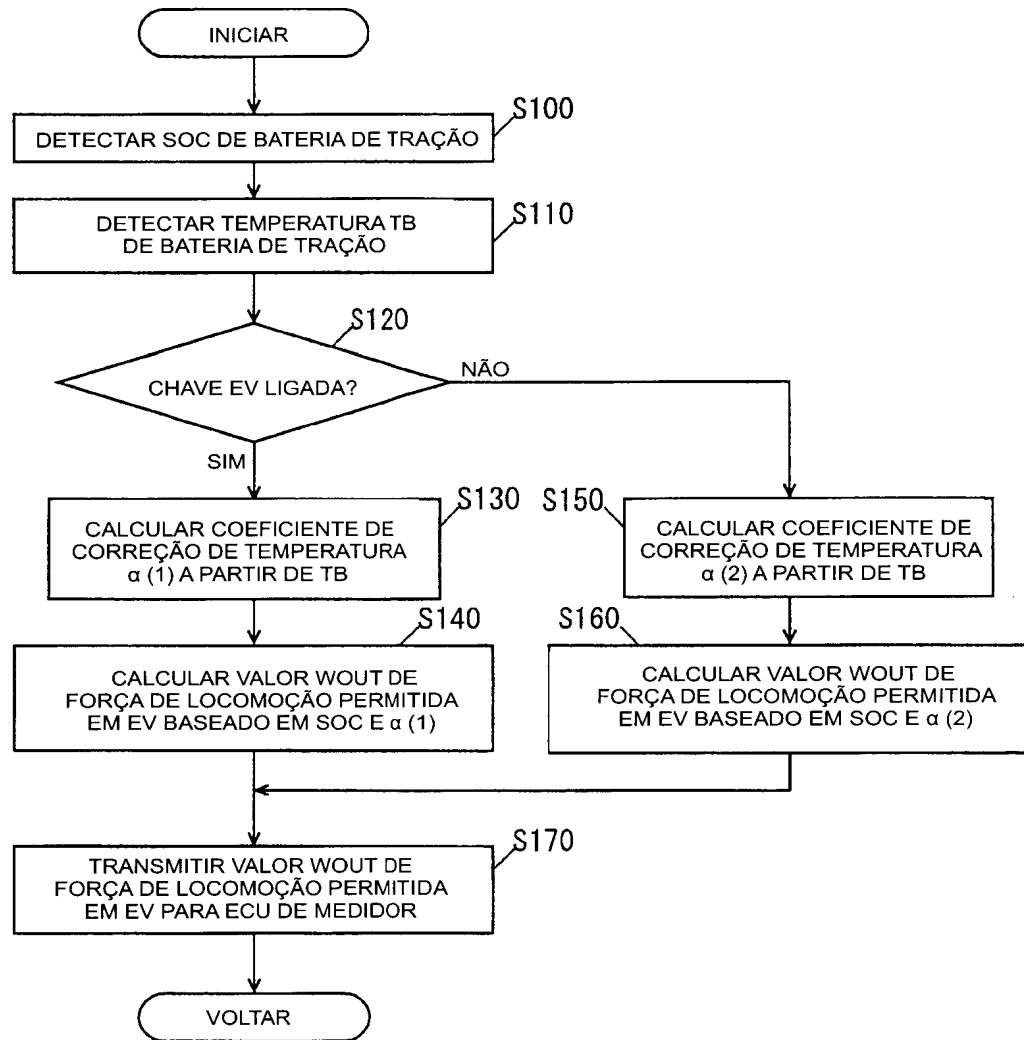 INICIAR
S100
DETECTAR SOC DE BATERIA DE TRAÇÃO
S110
DETECTAR TEMPERATURA TB
DE BATERIA DE TRAÇÃO
S120
CHAVE EV LIGADA?
NÃO
SIM
S130
CALCULAR COEFICIENTE DE
CORREÇÃO DE TEMPERATURA
α (1) A PARTIR DE TB
S150
CALCULAR COEFICIENTE DE
CORREÇÃO DE TEMPERATURA
α (2) A PARTIR DE TB
S140
CALCULAR VALOR WOUT DE
FORÇA DE LOCOMOÇÃO PERMITIDA
EM EV BASEADO EM SOC E α (1)
S160
CALCULAR VALOR WOUT DE
FORÇA DE LOCOMOÇÃO PERMITIDA
EM EV BASEADO EM SOC E α (2)
S170
TRANSMITIR VALOR WOUT DE
FORÇA DE LOCOMOÇÃO PERMITIDA
EM EV PARA ECU DE MEDIDOR
VOLTAR